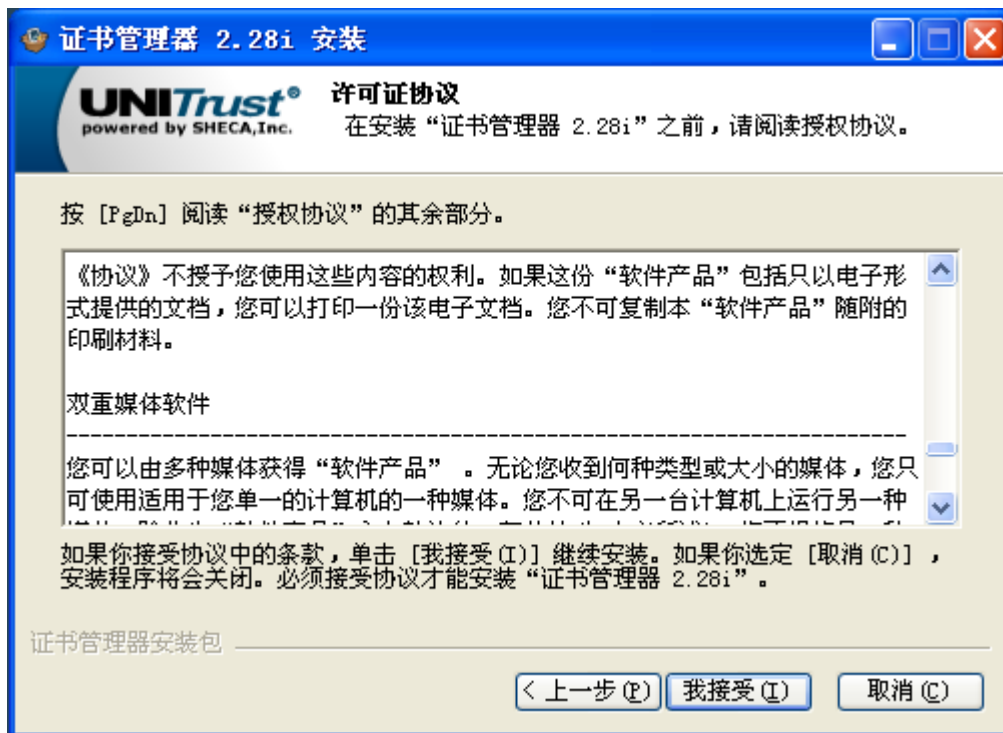 证书管理器 2.28i 安装
UNITrust®
powered by SHECA,Inc.
许可证协议
在安装“证书管理器 2.28i”之前，请阅读授权协议。
按 [PgDn] 阅读“授权协议”的其余部分。
《协议》不授予您使用这些内容的权利。如果这份“软件产品”包括只以电子形
式提供的文档，您可以打印一份该电子文档。您不可复制本“软件产品”随附的
印刷材料。
双重媒体软件
----------------------------------------------------------------------
您可以由多种媒体获得“软件产品” 。无论您收到何种类型或大小的媒体，您只
可使用适用于您单一的计算机的一种媒体。您不可在另一台计算机上运行另一种
如果你接受协议中的条款，单击 [我接受(I)] 继续安装。如果你选定 [取消(C)] ，
安装程序将会关闭。必须接受协议才能安装“证书管理器 2.28i”。
证书管理器安装包
< 上一步(P) 我接受(I) 取消(C)